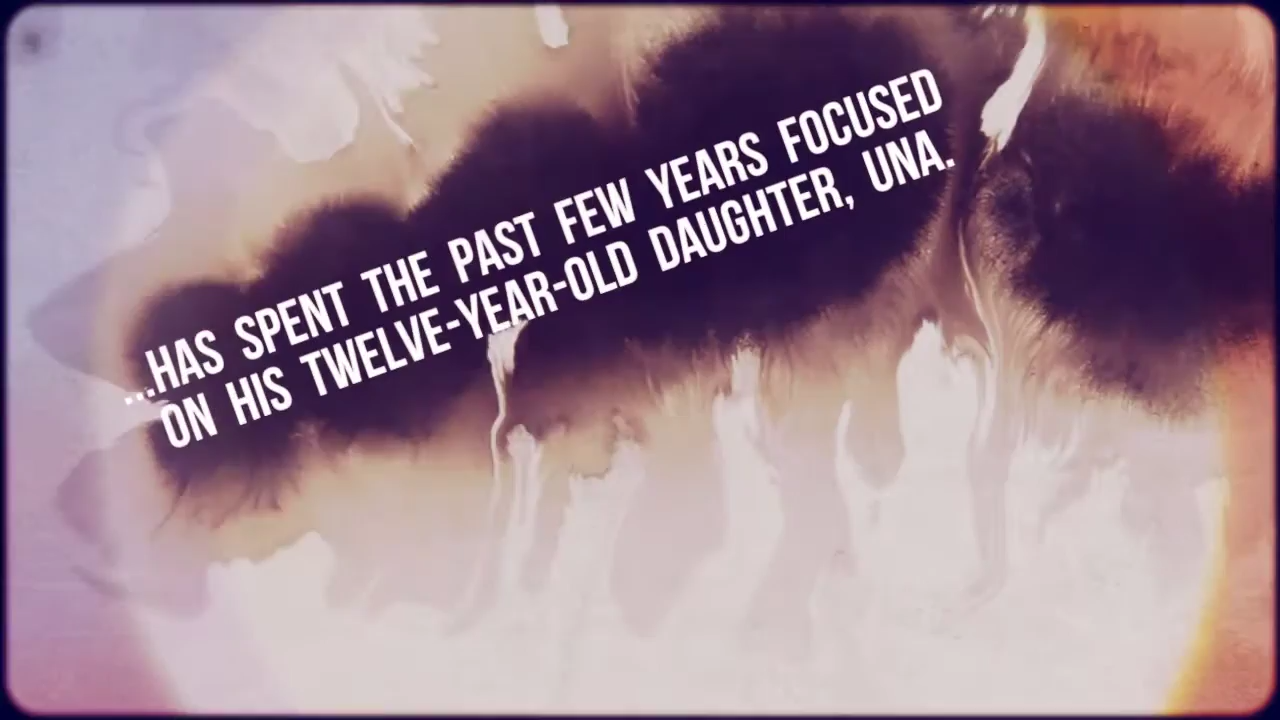 ...HAS SPENT THE PAST FEW YEARS FOCUSED
ON HIS TWELVE-YEAR-OLD DAUGHTER, UNA.